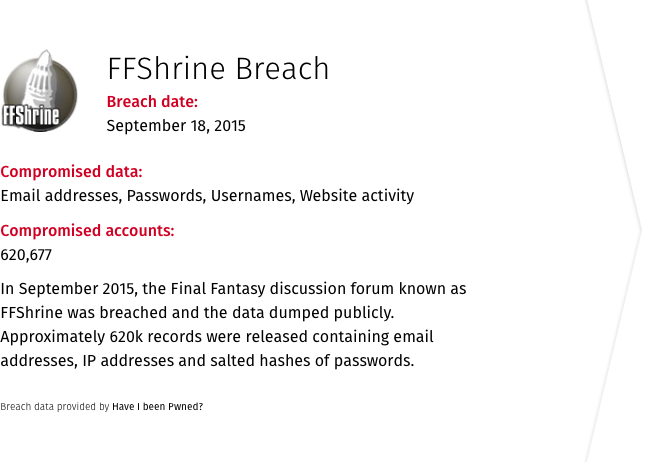 FFShrine
FFShrine Breach
Breach date:
September 18, 2015
Compromised data:
Email addresses, Passwords, Usernames, Website activity
Compromised accounts:
620,677
In September 2015, the Final Fantasy discussion forum known as
FFShrine was breached and the data dumped publicly.
Approximately 620k records were released containing email
addresses, IP addresses and salted hashes of passwords.
Breach data provided by Have I been Pwned?